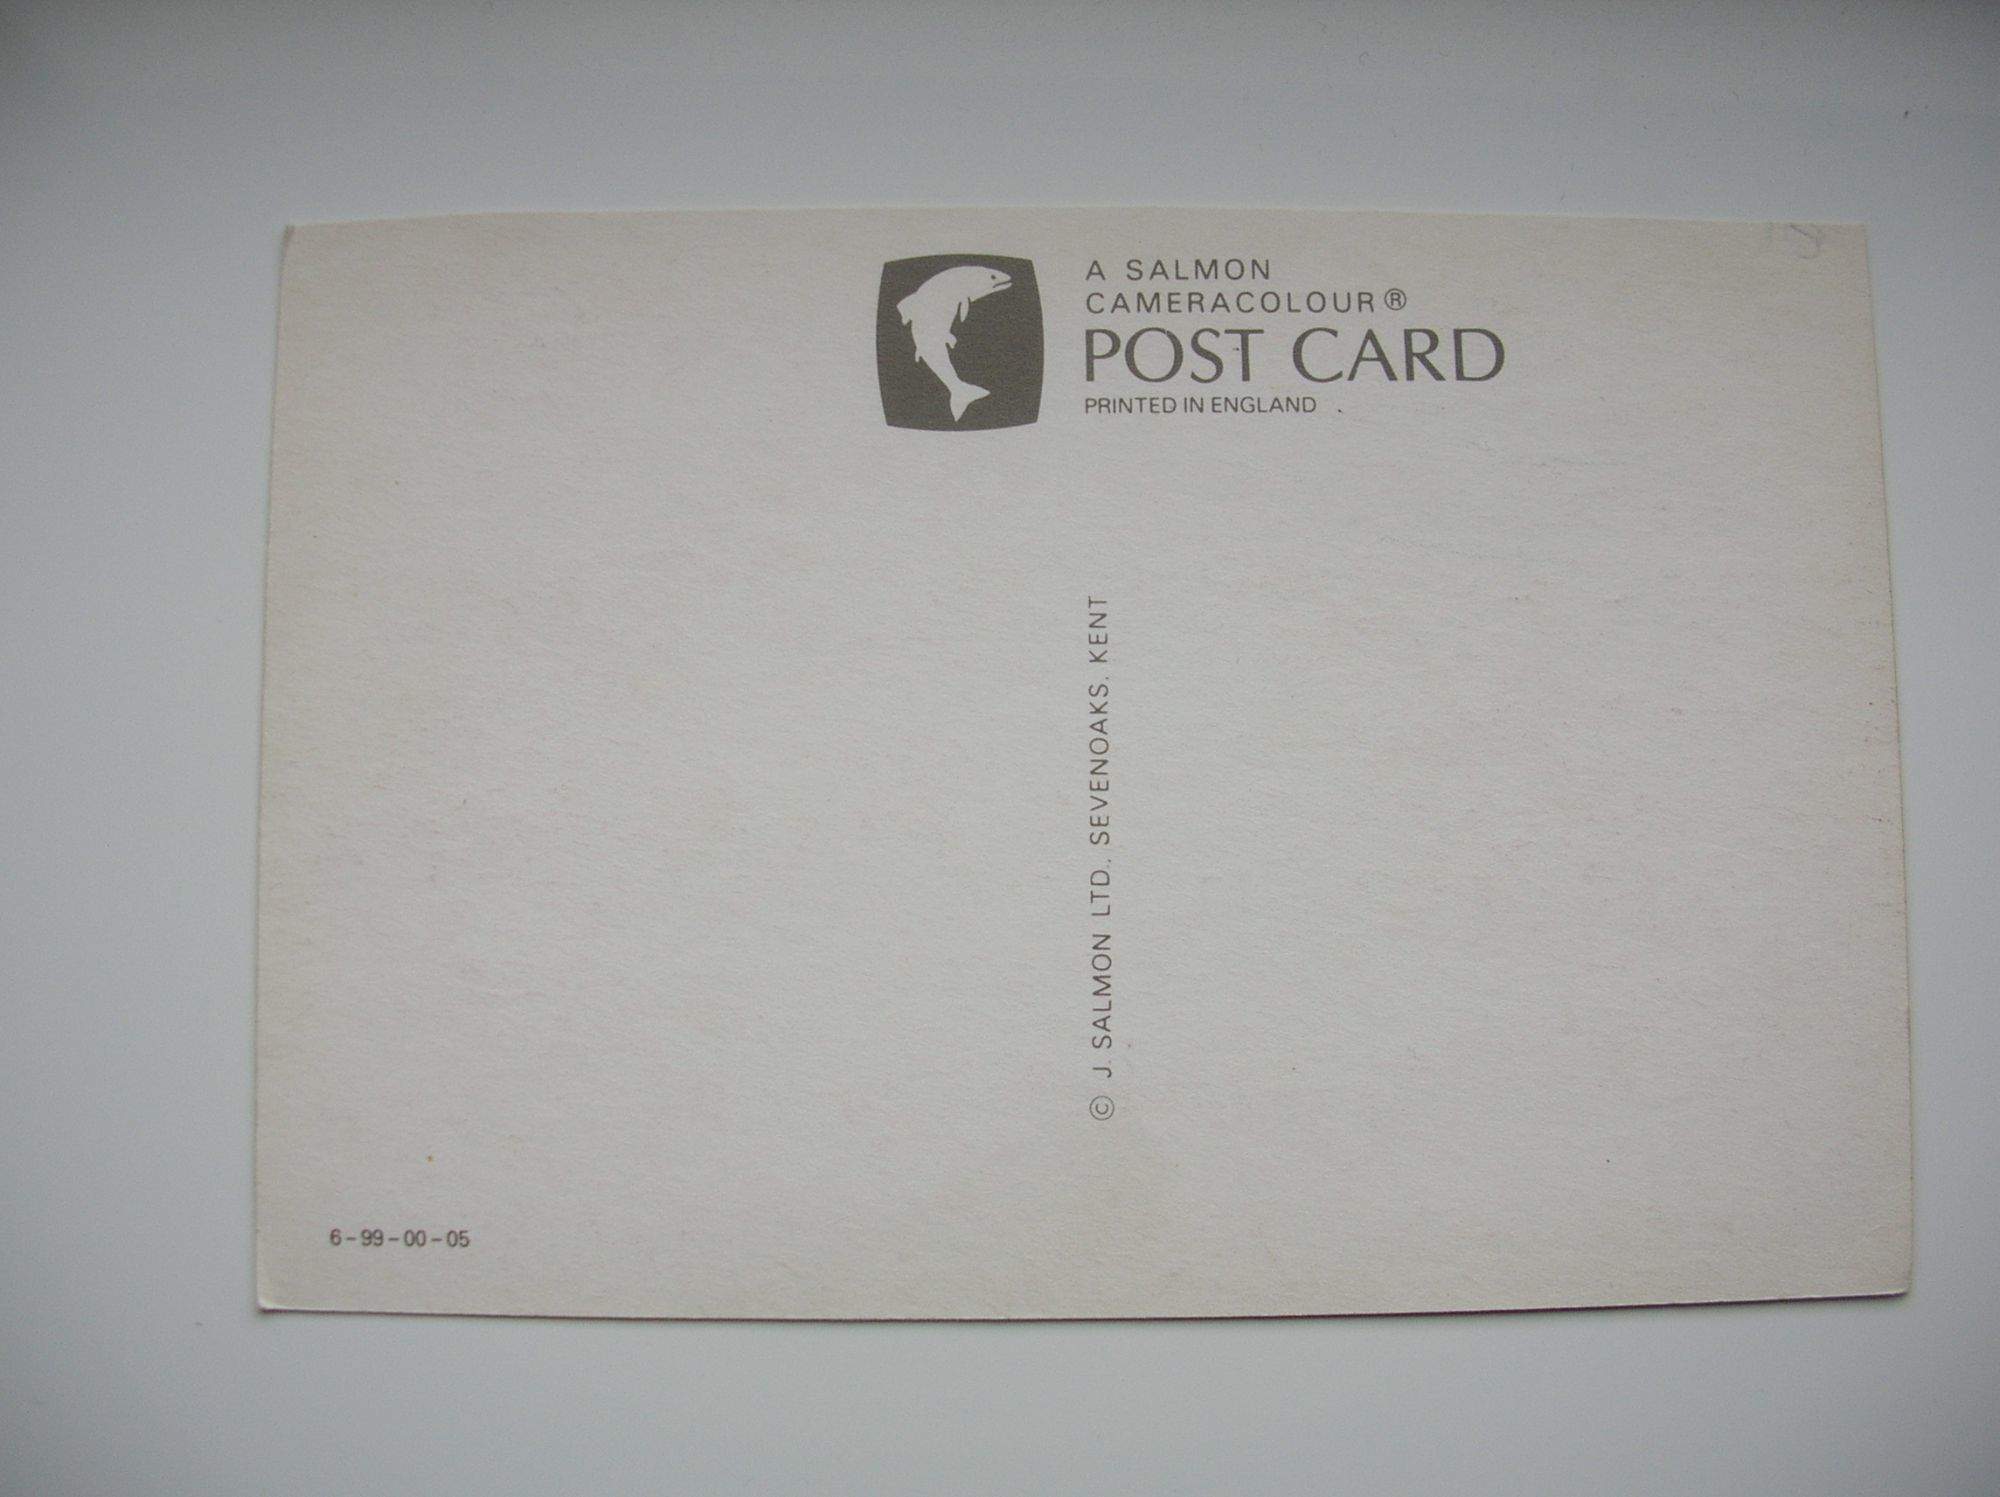 A SALMON
CAMERACOLOUR®
POST CARD
PRINTED IN ENGLAND
© J. SALMON LTD., SEVENOAKS, KENT
6-99-00-05